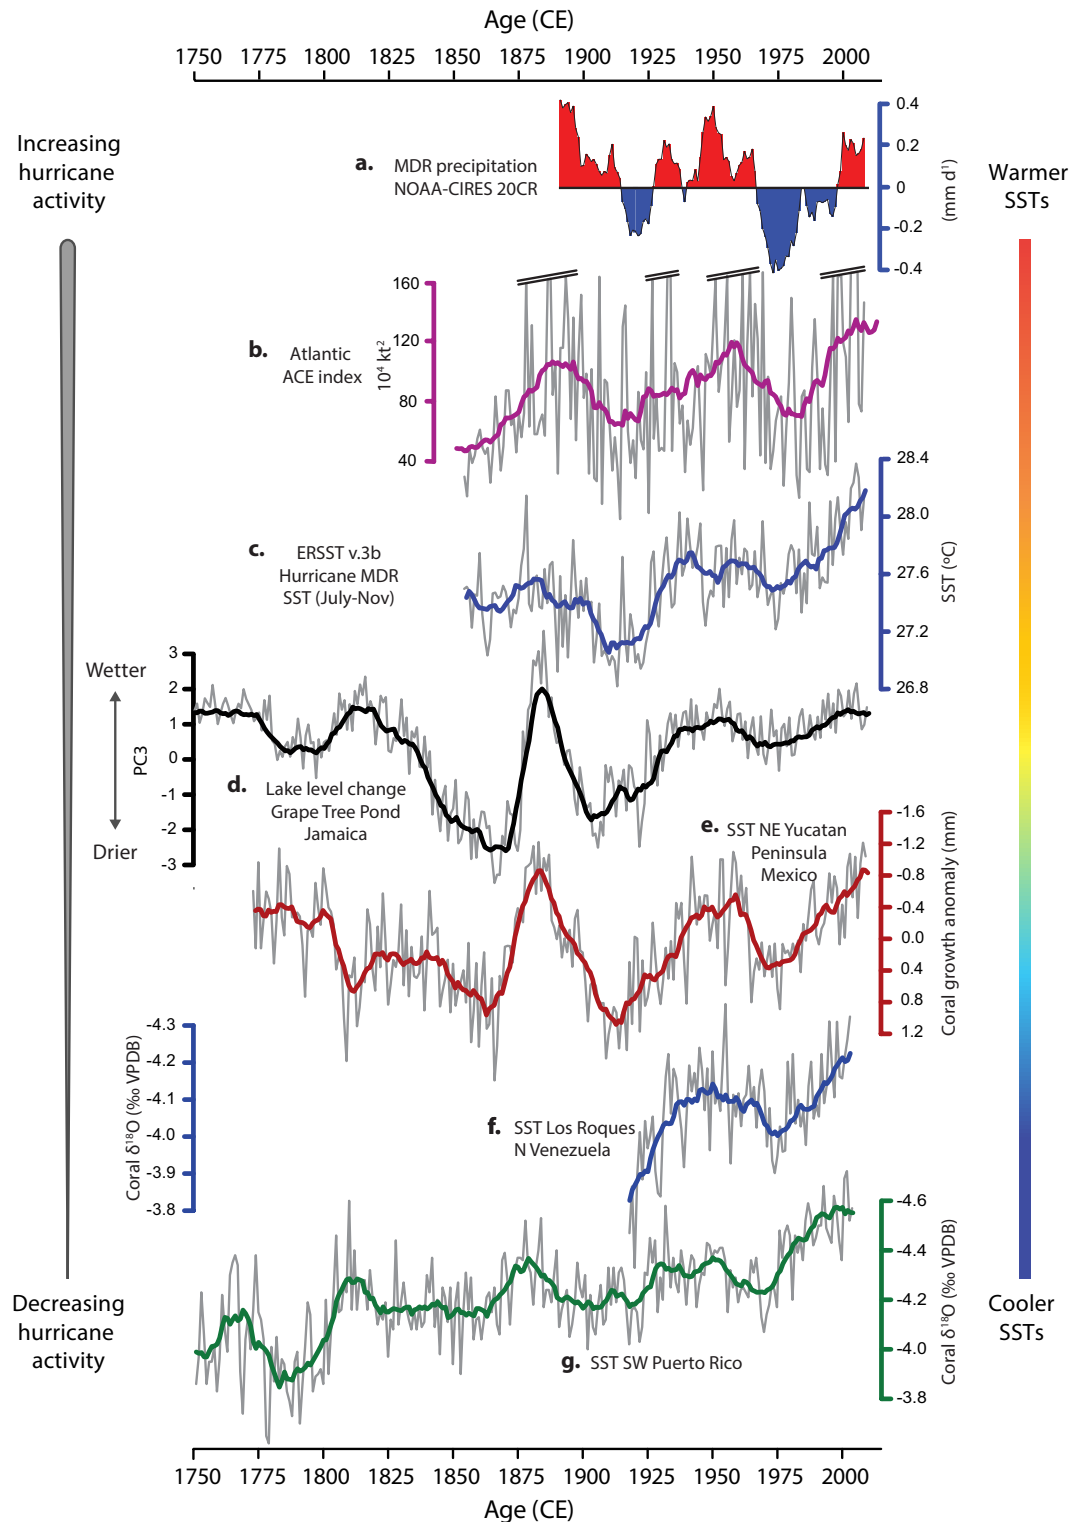 Age (CE)
1750 1775 1800 1825 1850 1875 1900 1925 1950 1975 2000
Increasing
hurricane
activity
a. MDR precipitation
NOAA-CIRES 20CR
0.4
0.2
0
-0.2
-0.4
(mm d¹)
Warmer
SSTs
b. Atlantic
ACE index
160
120
80
40
10⁴ kt²
c. ERSST v.3b
Hurricane MDR
SST (July-Nov)
28.4
28.0
27.6
27.2
26.8
SST (ºC)
Wetter
Drier
PC3
3
2
1
0
-1
-2
-3
d. Lake level change
Grape Tree Pond
Jamaica
e. SST NE Yucatan
Peninsula
Mexico
-1.6
-1.2
-0.8
-0.4
0.0
0.4
0.8
1.2
Coral growth anomaly (mm)
-4.3
-4.2
-4.1
-4.0
-3.9
-3.8
Coral δ¹⁸O (‰ VPDB)
f. SST Los Roques
N Venezuela
-4.6
-4.4
-4.2
-4.0
-3.8
Coral δ¹⁸O (‰ VPDB)
g. SST SW Puerto Rico
Decreasing
hurricane
activity
Cooler
SSTs
1750 1775 1800 1825 1850 1875 1900 1925 1950 1975 2000
Age (CE)